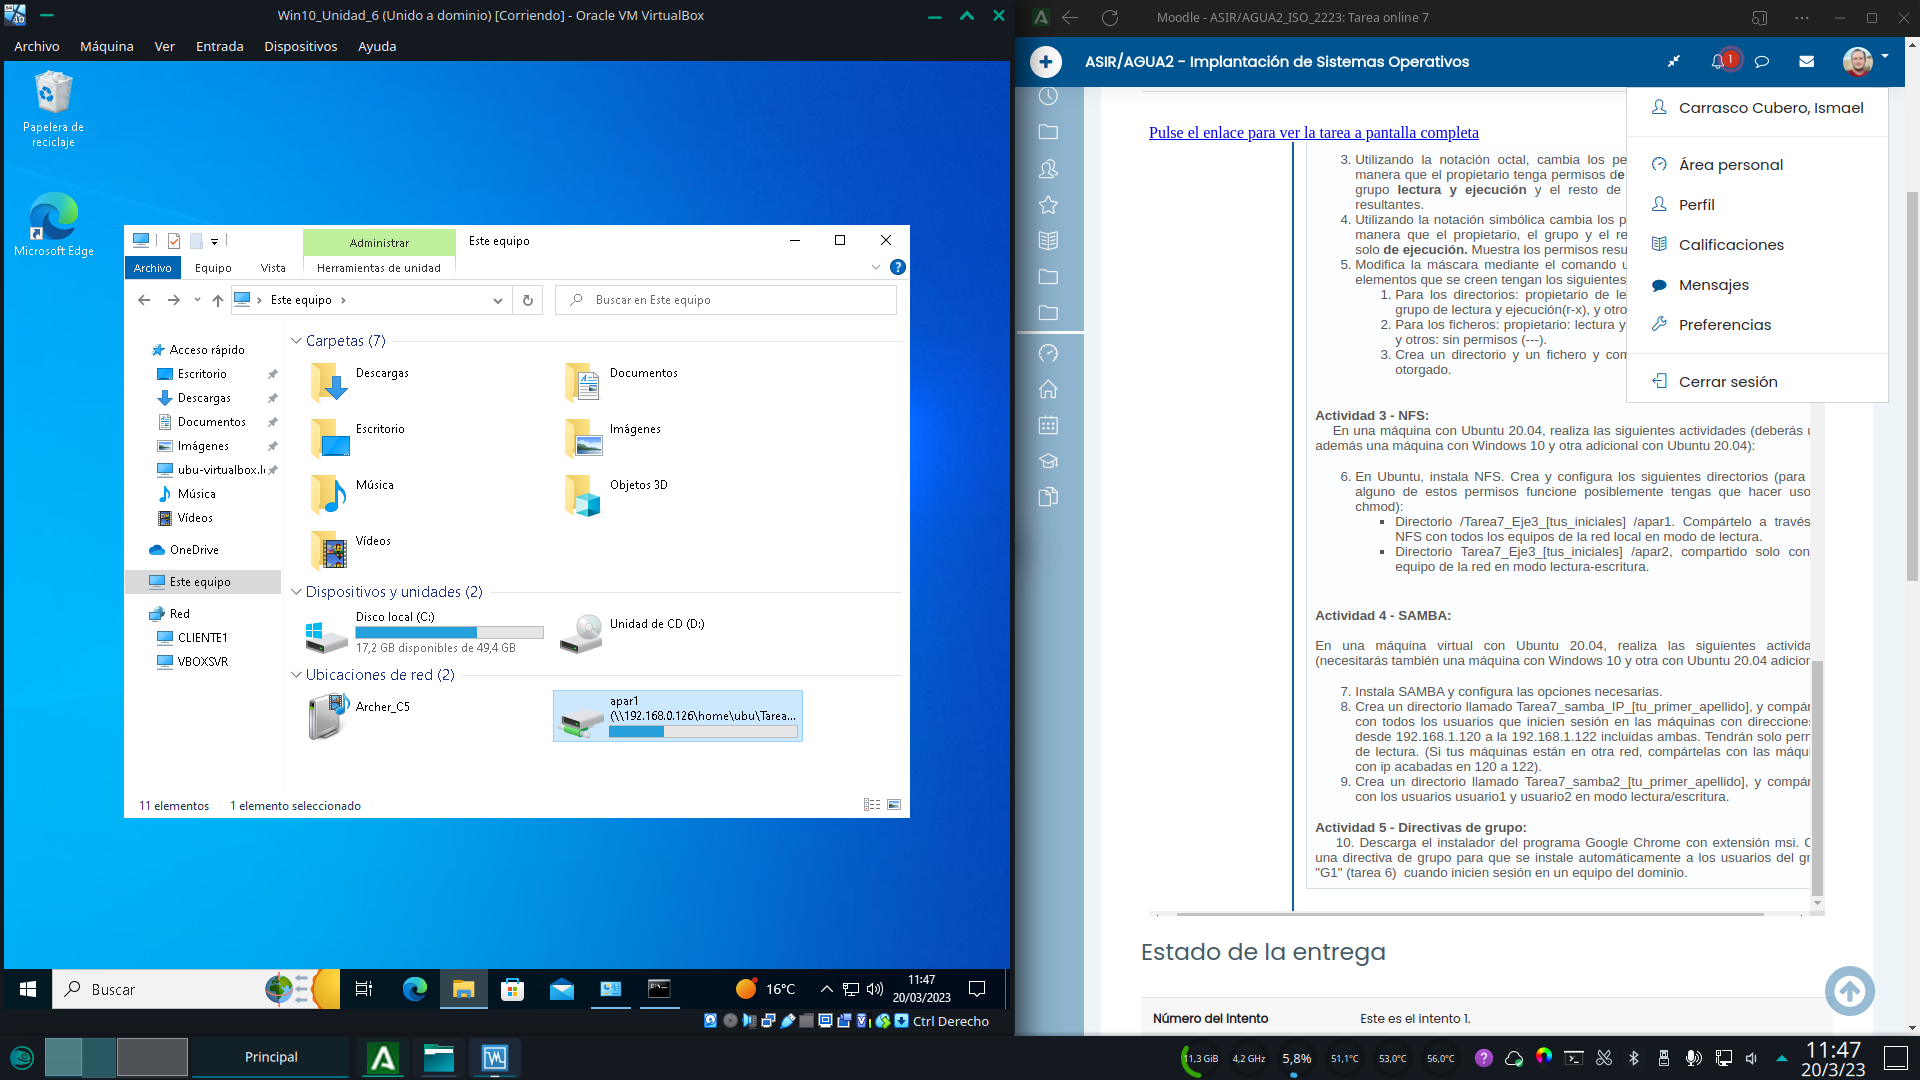 Win10_Unidad_6 (Unido a dominio) [Corriendo] - Oracle VM VirtualBox
Archivo Máquina Ver Entrada Dispositivos Ayuda
Papelera de
reciclaje
Microsoft Edge
Administrar
Este equipo
Archivo Equipo Vista Herramientas de unidad
Este equipo
Buscar en Este equipo
Acceso rápido
Escritorio
Descargas
Documentos
Imágenes
ubu-virtualbox.l
Música
Vídeos
OneDrive
Este equipo
Red
CLIENTE1
VBOXSVR
Carpetas (7)
Descargas
Documentos
Escritorio
Imágenes
Música
Objetos 3D
Vídeos
Dispositivos y unidades (2)
Disco local (C:)
17,2 GB disponibles de 49,4 GB
Unidad de CD (D:)
Ubicaciones de red (2)
Archer_C5
apar1
(\\192.168.0.126\home\ubu\Tarea...
11 elementos 1 elemento seleccionado
Buscar
16°C
11:47
20/03/2023
Ctrl Derecho
Moodle - ASIR/AGUA2_ISO_2223: Tarea online 7
ASIR/AGUA2 - Implantación de Sistemas Operativos
1
Carrasco Cubero, Ismael
Área personal
Perfil
Calificaciones
Mensajes
Preferencias
Cerrar sesión
Pulse el enlace para ver la tarea a pantalla completa
3. Utilizando la notación octal, cambia los pe
manera que el propietario tenga permisos de
grupo lectura y ejecución y el resto de
resultantes.
4. Utilizando la notación simbólica cambia los p
manera que el propietario, el grupo y el re
solo de ejecución. Muestra los permisos resu
5. Modifica la máscara mediante el comando u
elementos que se creen tengan los siguientes
1. Para los directorios: propietario de le
grupo de lectura y ejecución(r-x), y otro
2. Para los ficheros: propietario: lectura y
y otros: sin permisos (---).
3. Crea un directorio y un fichero y com
otorgado.
Actividad 3 - NFS:
En una máquina con Ubuntu 20.04, realiza las siguientes actividades (deberás u
además una máquina con Windows 10 y otra adicional con Ubuntu 20.04):
6. En Ubuntu, instala NFS. Crea y configura los siguientes directorios (para
alguno de estos permisos funcione posiblemente tengas que hacer uso
chmod):
Directorio /Tarea7_Eje3_[tus_iniciales] /apar1. Compártelo a través
NFS con todos los equipos de la red local en modo de lectura.
Directorio Tarea7_Eje3_[tus_iniciales] /apar2, compartido solo con
equipo de la red en modo lectura-escritura.
Actividad 4 - SAMBA:
En una máquina virtual con Ubuntu 20.04, realiza las siguientes activida
(necesitarás también una máquina con Windows 10 y otra con Ubuntu 20.04 adicior
7. Instala SAMBA y configura las opciones necesarias.
8. Crea un directorio llamado Tarea7_samba_IP_[tu_primer_apellido], y compár
con todos los usuarios que inicien sesión en las máquinas con direcciones
desde 192.168.1.120 a la 192.168.1.122 incluidas ambas. Tendrán solo perm
de lectura. (Si tus máquinas están en otra red, compártelas con las máqui
con ip acabadas en 120 a 122).
9. Crea un directorio llamado Tarea7_samba2_[tu_primer_apellido], y compár
con los usuarios usuario1 y usuario2 en modo lectura/escritura.
Actividad 5 - Directivas de grupo:
10. Descarga el instalador del programa Google Chrome con extensión msi. C
una directiva de grupo para que se instale automáticamente a los usuarios del gr
"G1" (tarea 6) cuando inicien sesión en un equipo del dominio.
Estado de la entrega
Número del Intento Este es el intento 1.
Principal
11,3 GiB 4,2 GHz 5,8% 51,1°C 53,0°C 56,0°C
11:47
20/3/23